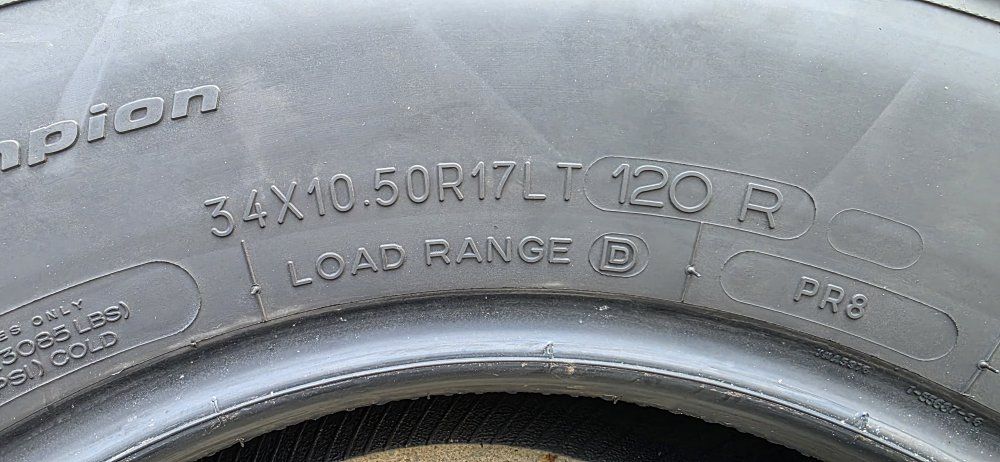 mpion
34X10.50R17LT 120 R
LOAD RANGE D
PR8
ES ONLY
3085 LBS)
PSI) COLD